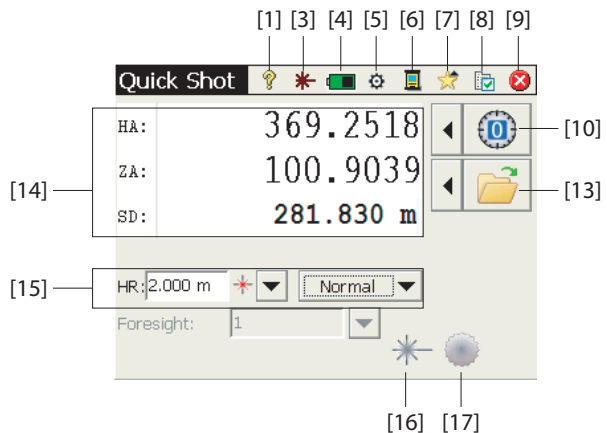 [1] [3] [4] [5] [6] [7] [8] [9]
Quick Shot
HA: 369.2518
0
[10]
ZA: 100.9039
[14]
[13]
SD: 281.830 m
[15]
HR: 2.000 m Normal
Foresight: 1
[16] [17]